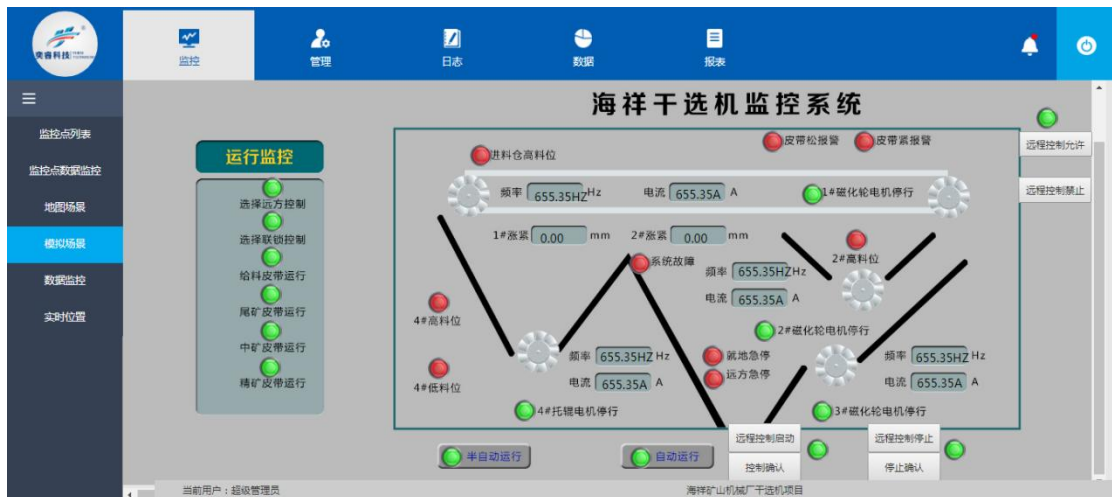 奕睿科技
监控
管理
日志
数据
报表
监控点列表
监控点数据监控
地图场景
模拟场景
数据监控
实时位置
海祥干选机监控系统
运行监控
选择远方控制
选择联锁控制
给料皮带运行
尾矿皮带运行
中矿皮带运行
精矿皮带运行
进料仓高料位
皮带松报警
皮带紧报警
频率 655.35HZ Hz
电流 655.35A A
1#磁化轮电机停行
1#涨紧 0.00 mm
2#涨紧 0.00 mm
系统故障
2#高料位
频率 655.35HZ Hz
电流 655.35A A
2#磁化轮电机停行
4#高料位
4#低料位
频率 655.35HZ Hz
电流 655.35A A
4#托辊电机停行
就地急停
远方急停
频率 655.35HZ Hz
电流 655.35A A
3#磁化轮电机停行
远程控制允许
远程控制禁止
半自动运行
自动运行
远程控制启动
控制确认
远程控制停止
停止确认
当前用户：超级管理员
海祥矿山机械厂干选机项目